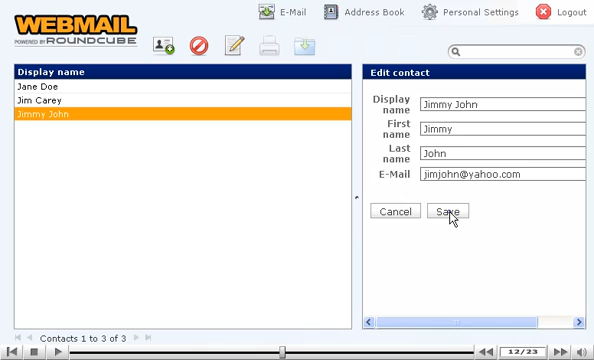 WEBMAIL
POWERED BY ROUNDCUBE
E-Mail
Address Book
Personal Settings
Logout
Display name
Jane Doe
Jim Carey
Jimmy John
Contacts 1 to 3 of 3
Edit contact
Display name
Jimmy John
First name
Jimmy
Last name
John
E-Mail
jimjohn@yahoo.com
Cancel
Save
12/23